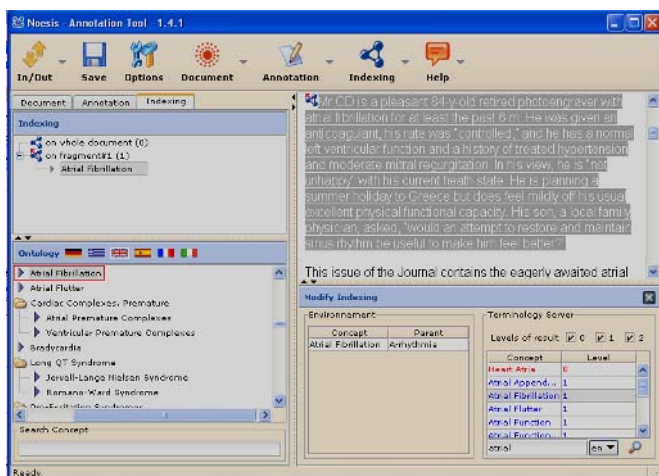 Noesis - Annotation Tool - 1.4.1
In/Out Save Options Document Annotation Indexing Help
Document Annotation Indexing
Indexing
on whole document (0)
on fragment#1 (1)
Atrial Fibrillation
Ontology
Atrial Fibrillation
Atrial Flutter
Cardiac Complexes, Premature
Atrial Premature Complexes
Ventricular Premature Complexes
Bradycardia
Long QT Syndrome
Jervell-Lange Nielsen Syndrome
Romano-Ward Syndrome
Pre-Excitation Syndromes
Search Concept
Ready
Mr CD is a pleasant 84-y-old retired photoengraver with
atrial fibrillation for at least the past 6 m. He was given an
anticoagulant, his rate was "controlled," and he has a normal
left ventricular function and a history of treated hypertension
and moderate mitral regurgitation. In his view, he is "not
unhappy" with his current heath state. He is planning a
summer holiday to Greece but does feel mildly off his usual
excellent physical functional capacity. His son, a local family
physician, asked, "would an attempt to restore and maintain
sinus rhythm be useful to make him feel better?
This issue of the Journal contains the eagerly awaited atrial
Modify Indexing
Environnement
Concept Parent
Atrial Fibrillation Arrhythmia
Terminology Server
Levels of result 0 1 2
Concept Level
Heart Atria 0
Atrial Append... 1
Atrial Fibrillation 1
Atrial Flutter 1
Atrial Function 1
Atrial Function... 1
atrial en